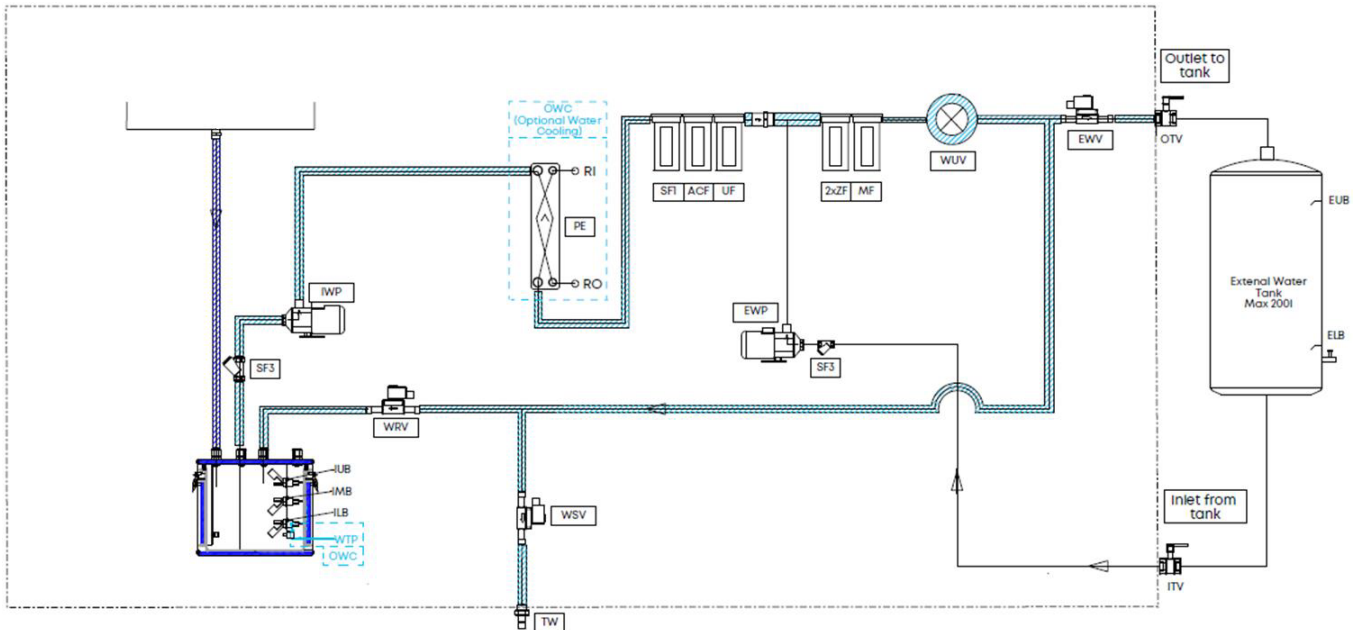 Outlet to
tank
OWC
(Optional Water
Cooling)
EWV
OTV
WUV
RI
SF1
ACF
UF
2xZF
MF
EUB
PE
Extenal Water
Tank
Max 200l
RO
IWP
EWP
ELB
SF3
SF3
WRV
IUB
IMB
Inlet from
tank
ILB
WSV
WTP
OWC
ITV
TW